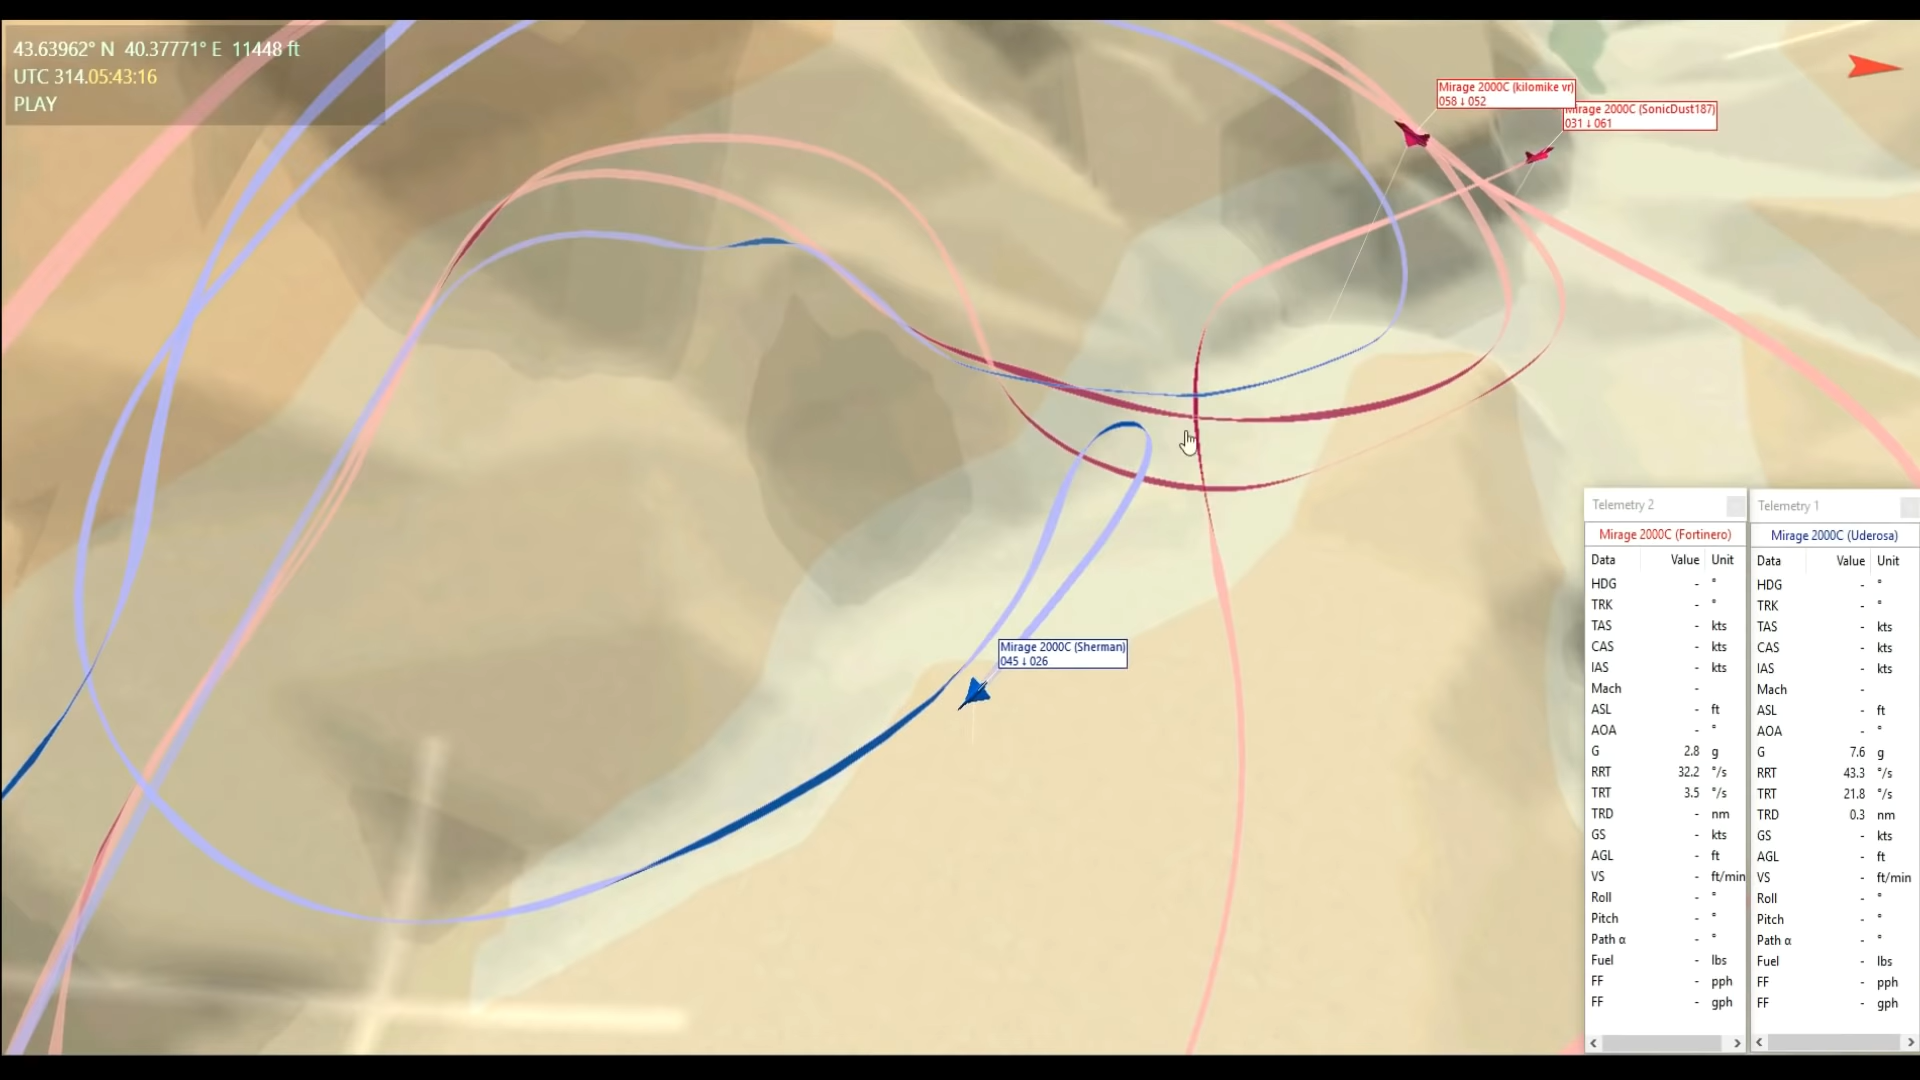 43.63962° N 40.37771° E 11448 ft
UTC 314.05:43:16
PLAY
Mirage 2000C (kilomike vr)
058 ↓ 052
Mirage 2000C (SonicDust187)
031 ↓ 061
Mirage 2000C (Sherman)
045 ↓ 026
Telemetry 2
Mirage 2000C (Fortinero)
Data Value Unit
HDG - °
TRK - °
TAS - kts
CAS - kts
IAS - kts
Mach -
ASL - ft
AOA - °
G 2.8 g
RRT 32.2 °/s
TRT 3.5 °/s
TRD - nm
GS - kts
AGL - ft
VS - ft/min
Roll - °
Pitch - °
Path α - °
Fuel - lbs
FF - pph
FF - gph
Telemetry 1
Mirage 2000C (Uderosa)
Data Value Unit
HDG - °
TRK - °
TAS - kts
CAS - kts
IAS - kts
Mach -
ASL - ft
AOA - °
G 7.6 g
RRT 43.3 °/s
TRT 21.8 °/s
TRD 0.3 nm
GS - kts
AGL - ft
VS - ft/min
Roll - °
Pitch - °
Path α - °
Fuel - lbs
FF - pph
FF - gph